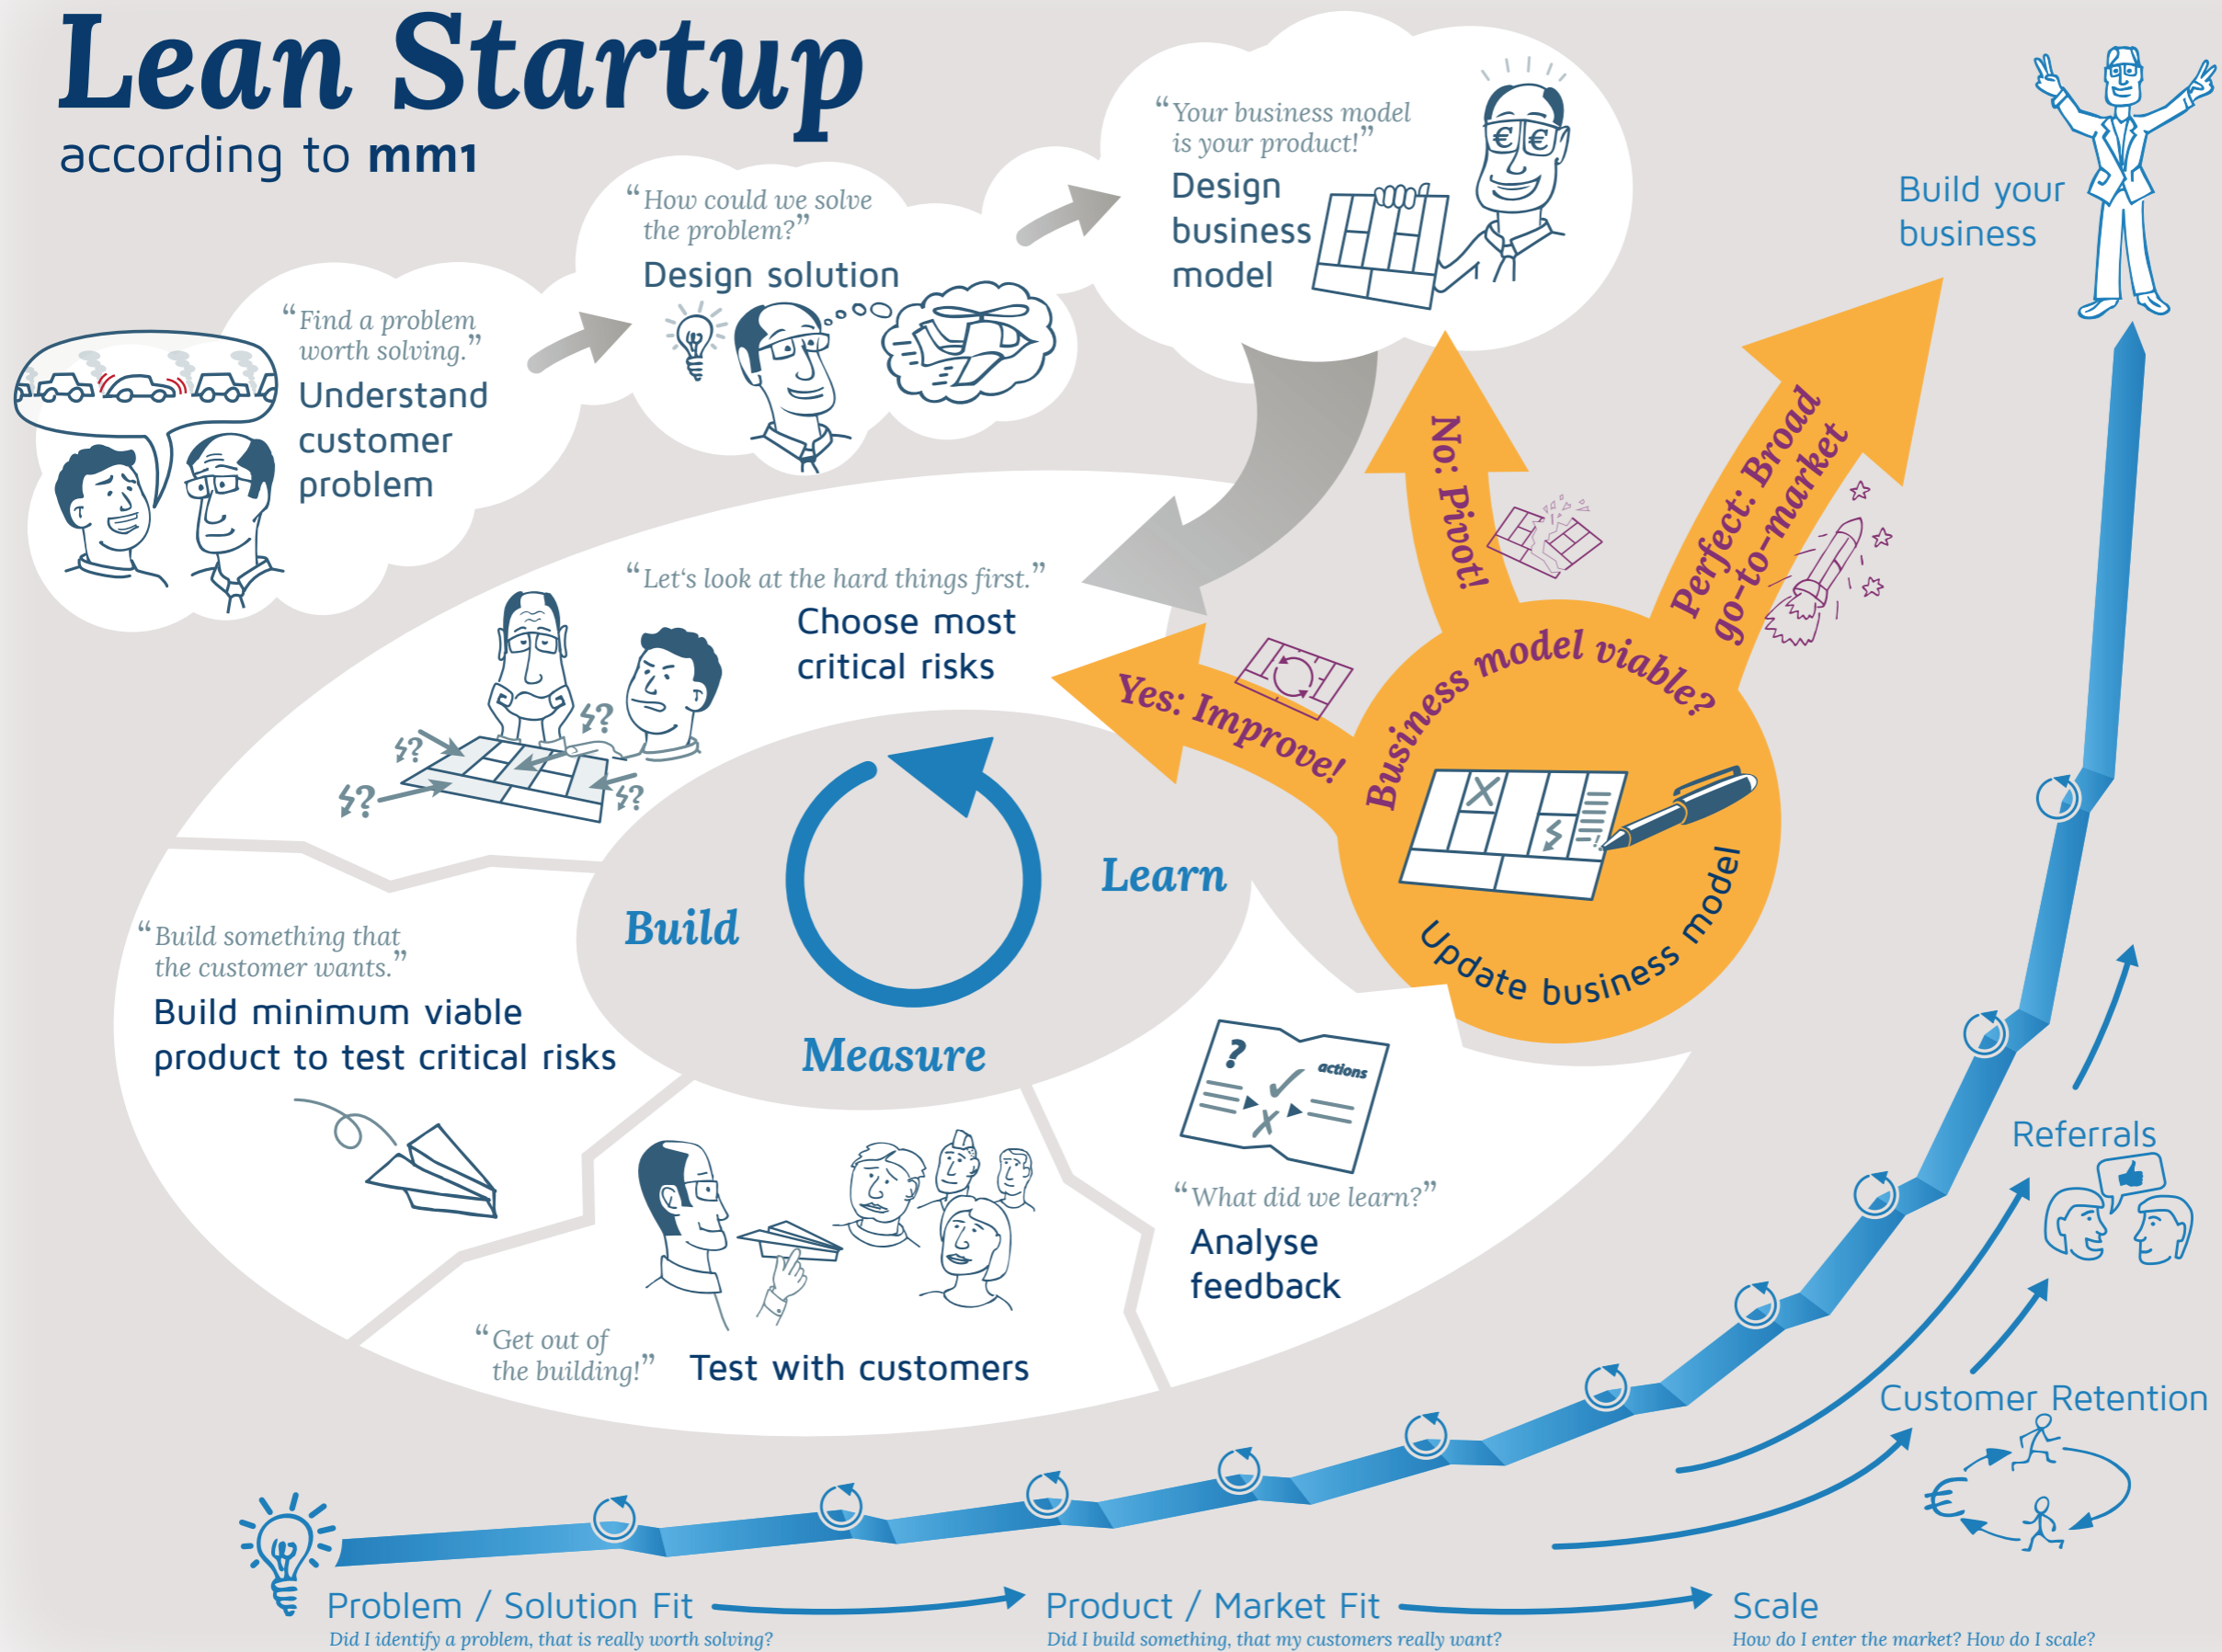 Lean Startup
according to mm1
“Find a problem
worth solving.”
Understand
customer
problem
“How could we solve
the problem?”
Design solution
“Your business model
is your product!”
Design
business
model
€ €
Build your
business
“Let‘s look at the hard things first.”
Choose most
critical risks
?
?
?
?
“Build something that
the customer wants.”
Build minimum viable
product to test critical risks
“Get out of
the building!”
Test with customers
?
actions
“What did we learn?”
Analyse
feedback
Build
Measure
Learn
Business model viable?
Update business model
!
Yes: Improve!
No: Pivot!
Perfect: Broad
go-to-market
Referrals
Customer Retention
€
Problem / Solution Fit
Did I identify a problem, that is really worth solving?
Product / Market Fit
Did I build something, that my customers really want?
Scale
How do I enter the market? How do I scale?